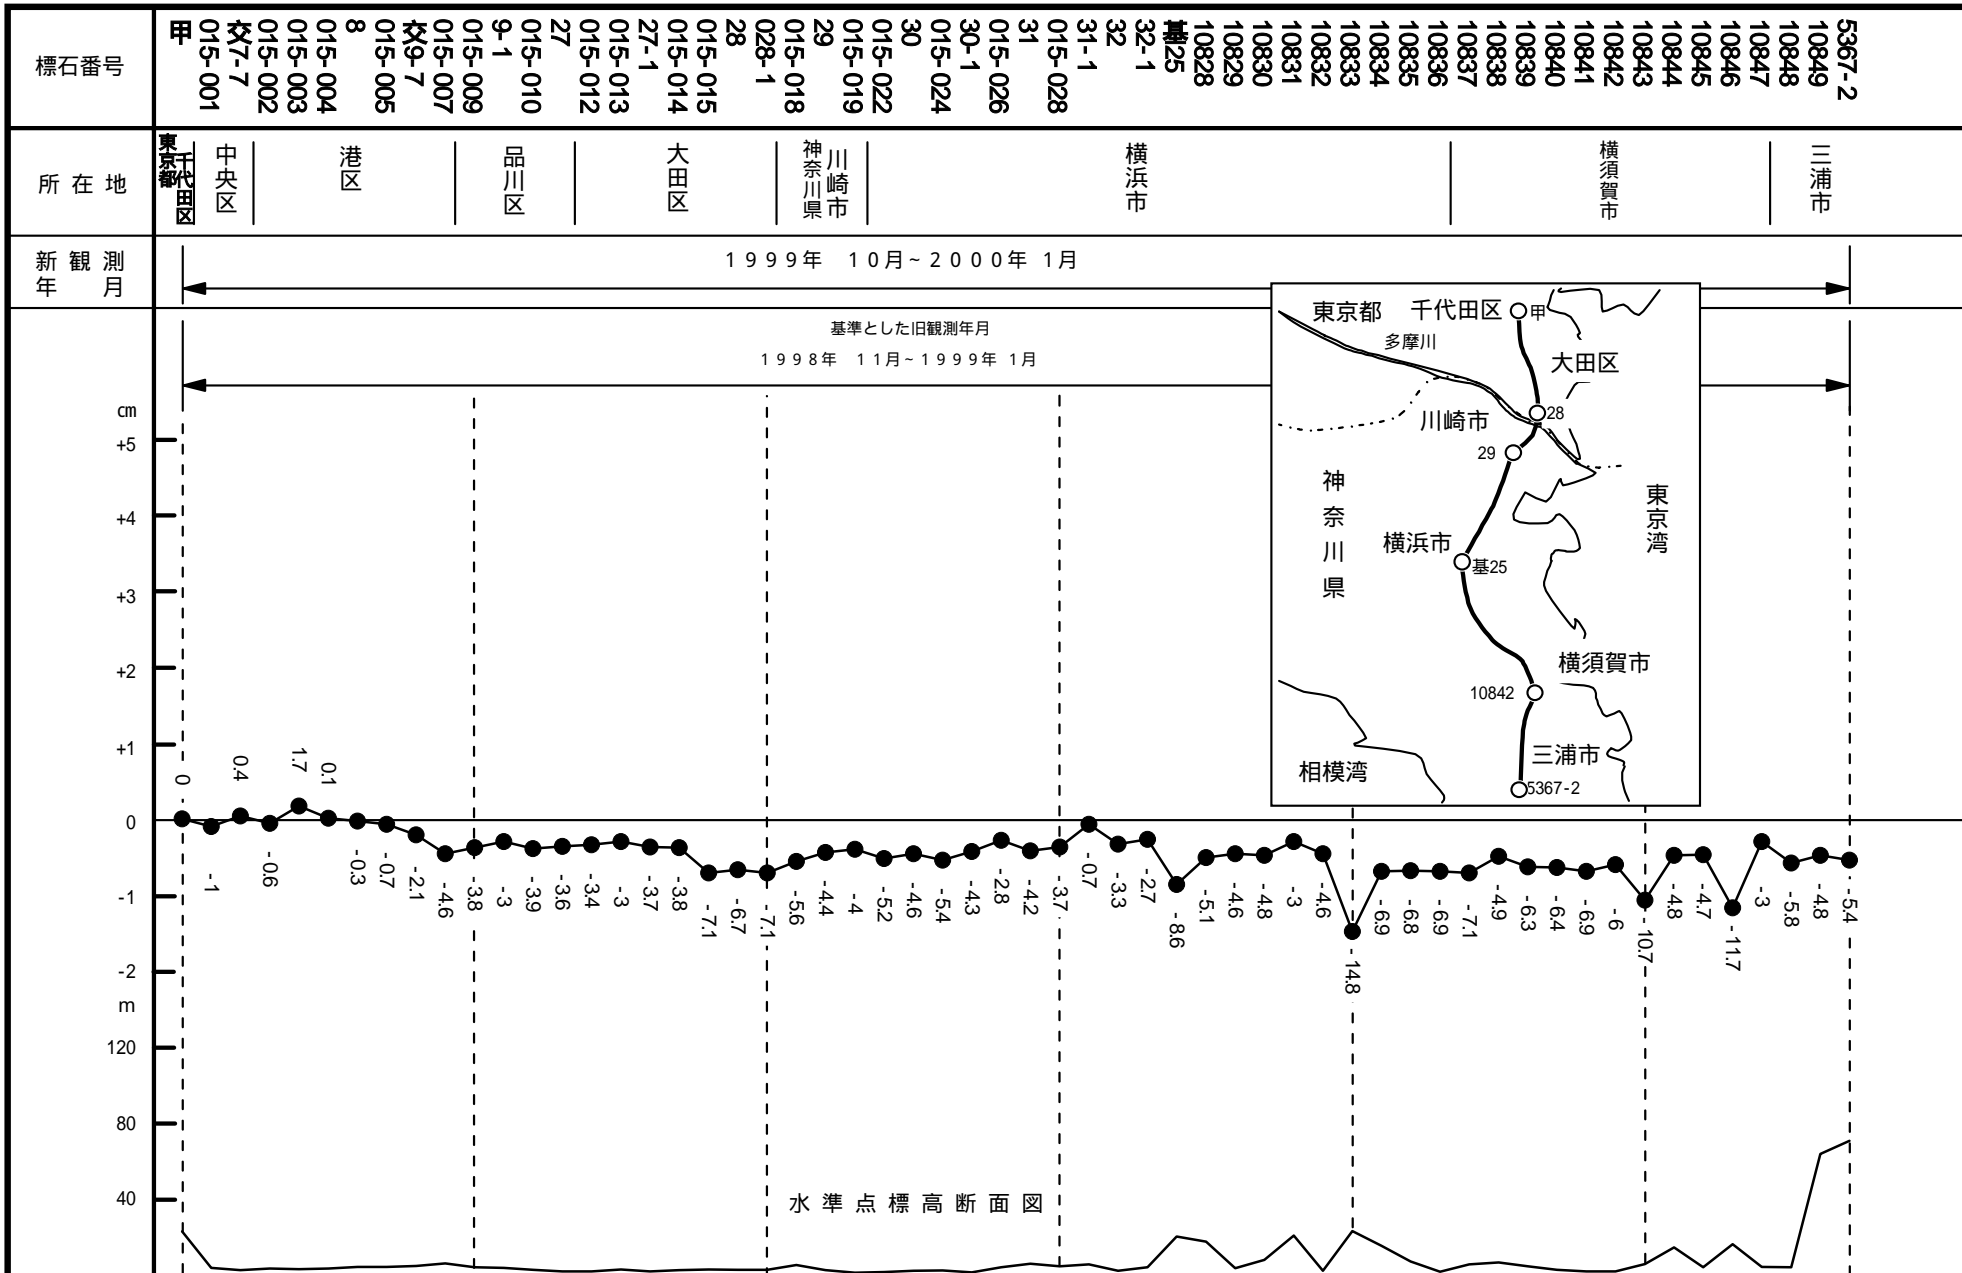 標石番号
甲 015-001 交7-7 015-002 015-003 015-004 8 015-005 交9-7 015-007 015-009 9-1 015-010 27 015-012 015-013 27-1 015-014 015-015 28 028-1 015-018 29 015-019 015-022 30 015-024 30-1 015-026 31 015-028 31-1 32 32-1 基25 10828 10829 10830 10831 10832 10833 10834 10835 10836 10837 10838 10839 10840 10841 10842 10843 10844 10845 10846 10847 10848 10849 5367-2
所在地
東京都 千代田区 中央区 港区 品川区 大田区 神奈川県 川崎市 横浜市 横須賀市 三浦市
新観測
年 月
1999年 10月~2000年 1月
基準とした旧観測年月
1998年 11月~1999年 1月
cm
+5
+4
+3
+2
+1
0
-1
-2
m
120
80
40
0 -1 0.4 -0.6 1.7 0.1 -0.3 -0.7 -2.1 -4.6 -3.8 -3 -3.9 -3.6 -3.4 -3 -3.7 -3.8 -7.1 -6.7 -7.1 -5.6 -4.4 -4 -5.2 -4.6 -5.4 -4.3 -2.8 -4.2 -3.7 -0.7 -3.3 -2.7 -8.6 -5.1 -4.6 -4.8 -3 -4.6 -14.8 -6.9 -6.8 -6.9 -7.1 -4.9 -6.3 -6.4 -6.9 -6 -10.7 -4.8 -4.7 -11.7 -3 -5.8 -4.8 -5.4
水準点標高断面図
東京都 千代田区 甲
多摩川
大田区
28
川崎市
29
神奈川県
東京湾
横浜市
基25
横須賀市
10842
三浦市
相模湾
5367-2